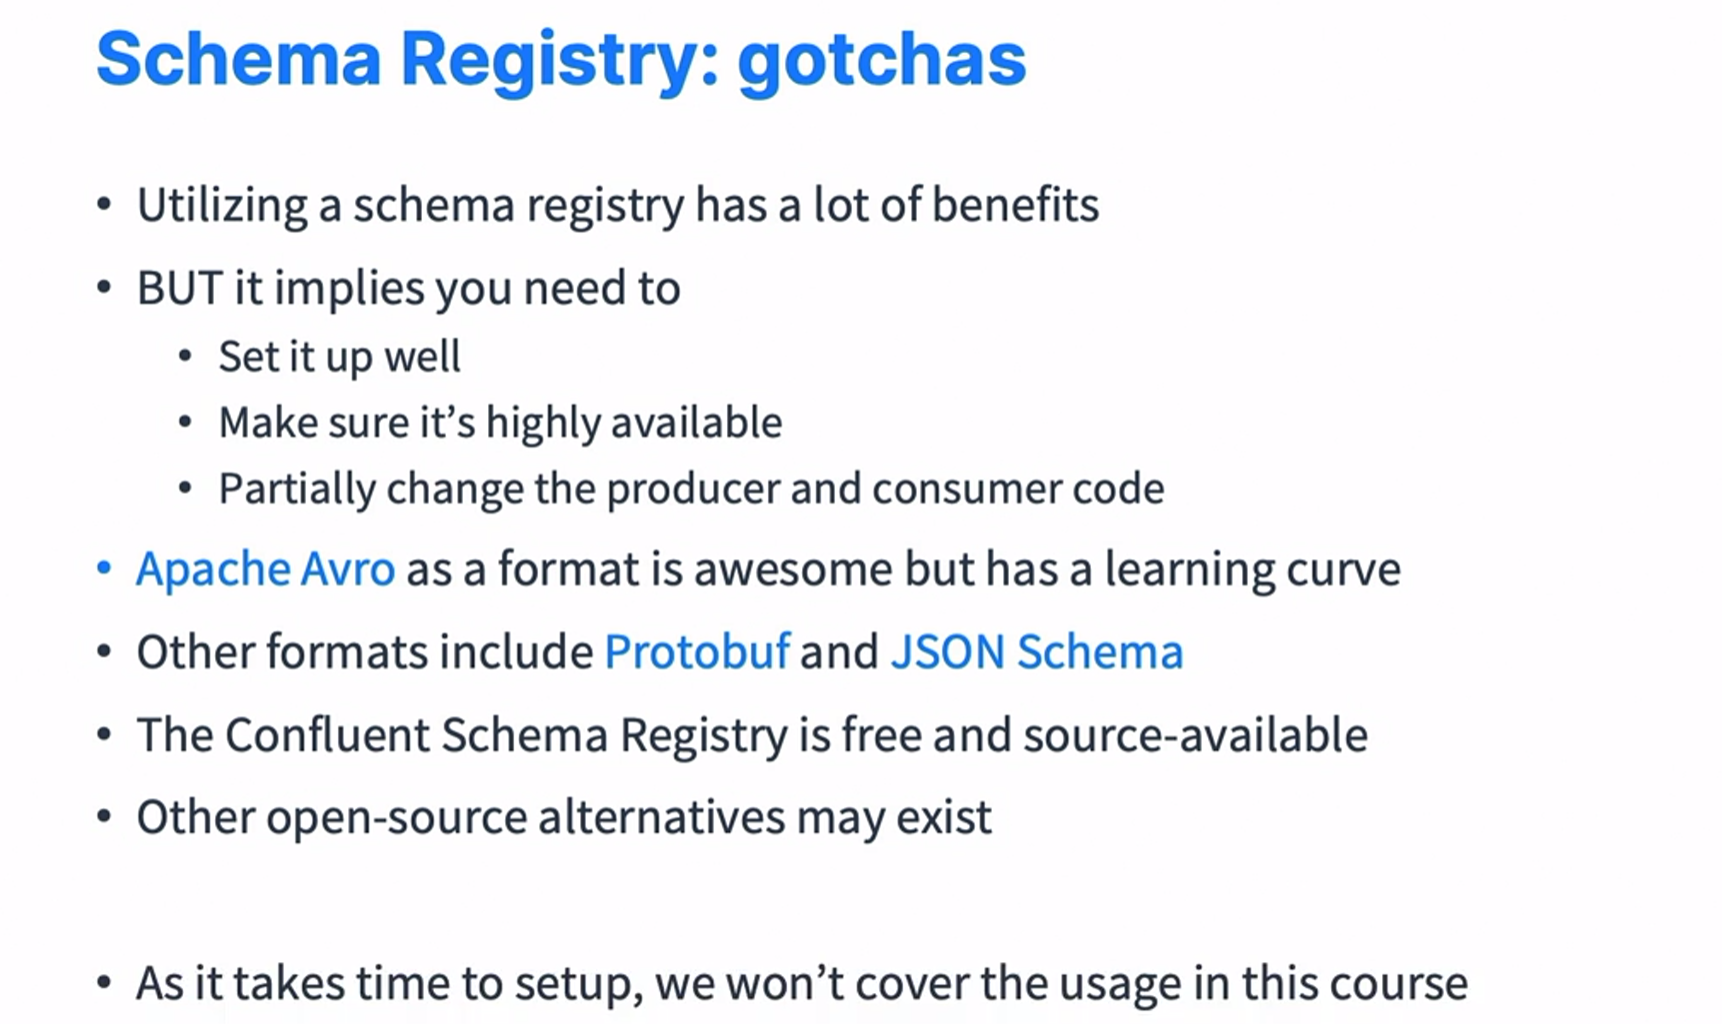 Schema Registry: gotchas
• Utilizing a schema registry has a lot of benefits
• BUT it implies you need to
• Set it up well
• Make sure it’s highly available
• Partially change the producer and consumer code
• Apache Avro as a format is awesome but has a learning curve
• Other formats include Protobuf and JSON Schema
• The Confluent Schema Registry is free and source-available
• Other open-source alternatives may exist
• As it takes time to setup, we won’t cover the usage in this course